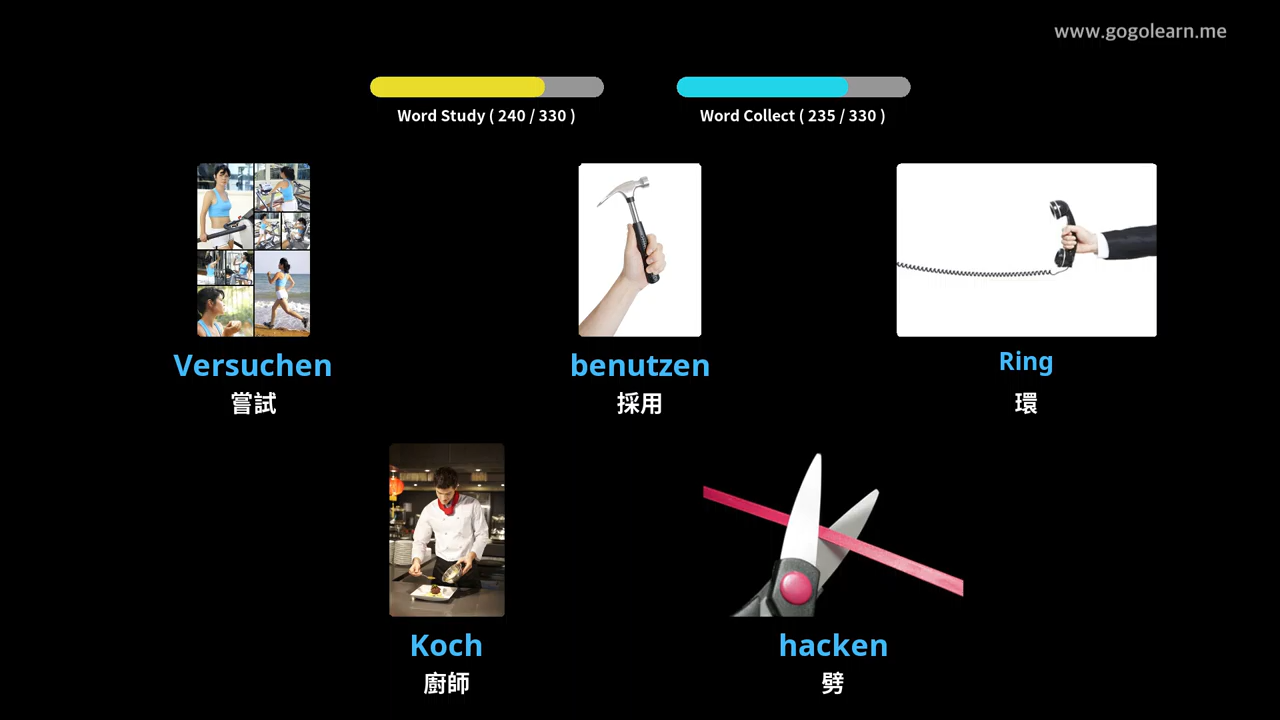 www.gogolearn.me
Word Study ( 240 / 330 )
Word Collect ( 235 / 330 )
Versuchen
嘗試
benutzen
採用
Ring
環
Koch
廚師
hacken
劈